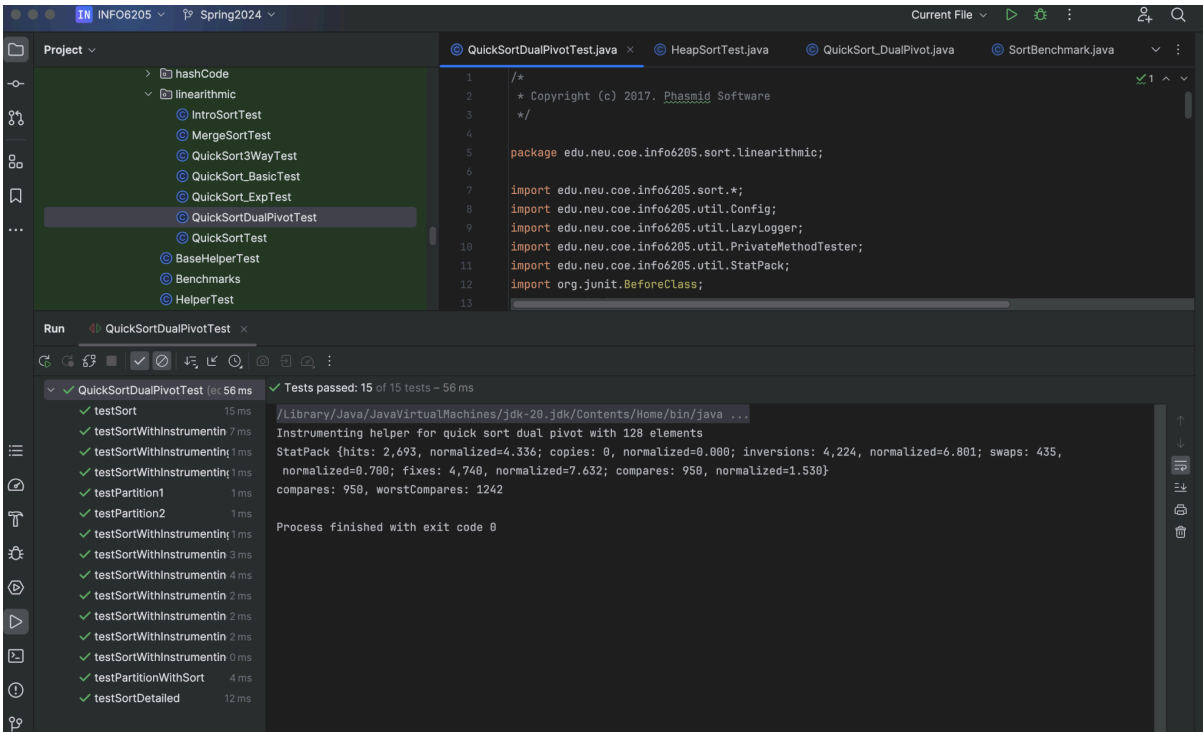 IN INFO6205 Spring2024 Current File
Project
QuickSortDualPivotTest.java HeapSortTest.java QuickSort_DualPivot.java SortBenchmark.java
hashCode
linearithmic
IntroSortTest
MergeSortTest
QuickSort3WayTest
QuickSort_BasicTest
QuickSort_ExpTest
QuickSortDualPivotTest
QuickSortTest
BaseHelperTest
Benchmarks
HelperTest
1 /*
2 * Copyright (c) 2017. Phasmid Software
3 */
4
5 package edu.neu.coe.info6205.sort.linearithmic;
6
7 import edu.neu.coe.info6205.sort.*;
8 import edu.neu.coe.info6205.util.Config;
9 import edu.neu.coe.info6205.util.LazyLogger;
10 import edu.neu.coe.info6205.util.PrivateMethodTester;
11 import edu.neu.coe.info6205.util.StatPack;
12 import org.junit.BeforeClass;
13
1
Run QuickSortDualPivotTest
QuickSortDualPivotTest (ec 56 ms
testSort 15 ms
testSortWithInstrumentin 7 ms
testSortWithInstrumenting 1 ms
testSortWithInstrumenting 1 ms
testPartition1 1 ms
testPartition2 1 ms
testSortWithInstrumenting 1 ms
testSortWithInstrumentin 3 ms
testSortWithInstrumentin 4 ms
testSortWithInstrumentin 2 ms
testSortWithInstrumentin 2 ms
testSortWithInstrumentin 2 ms
testSortWithInstrumentin 0 ms
testPartitionWithSort 4 ms
testSortDetailed 12 ms
Tests passed: 15 of 15 tests – 56 ms
/Library/Java/JavaVirtualMachines/jdk-20.jdk/Contents/Home/bin/java ...
Instrumenting helper for quick sort dual pivot with 128 elements
StatPack {hits: 2,693, normalized=4.336; copies: 0, normalized=0.000; inversions: 4,224, normalized=6.801; swaps: 435,
normalized=0.700; fixes: 4,740, normalized=7.632; compares: 950, normalized=1.530}
compares: 950, worstCompares: 1242
Process finished with exit code 0